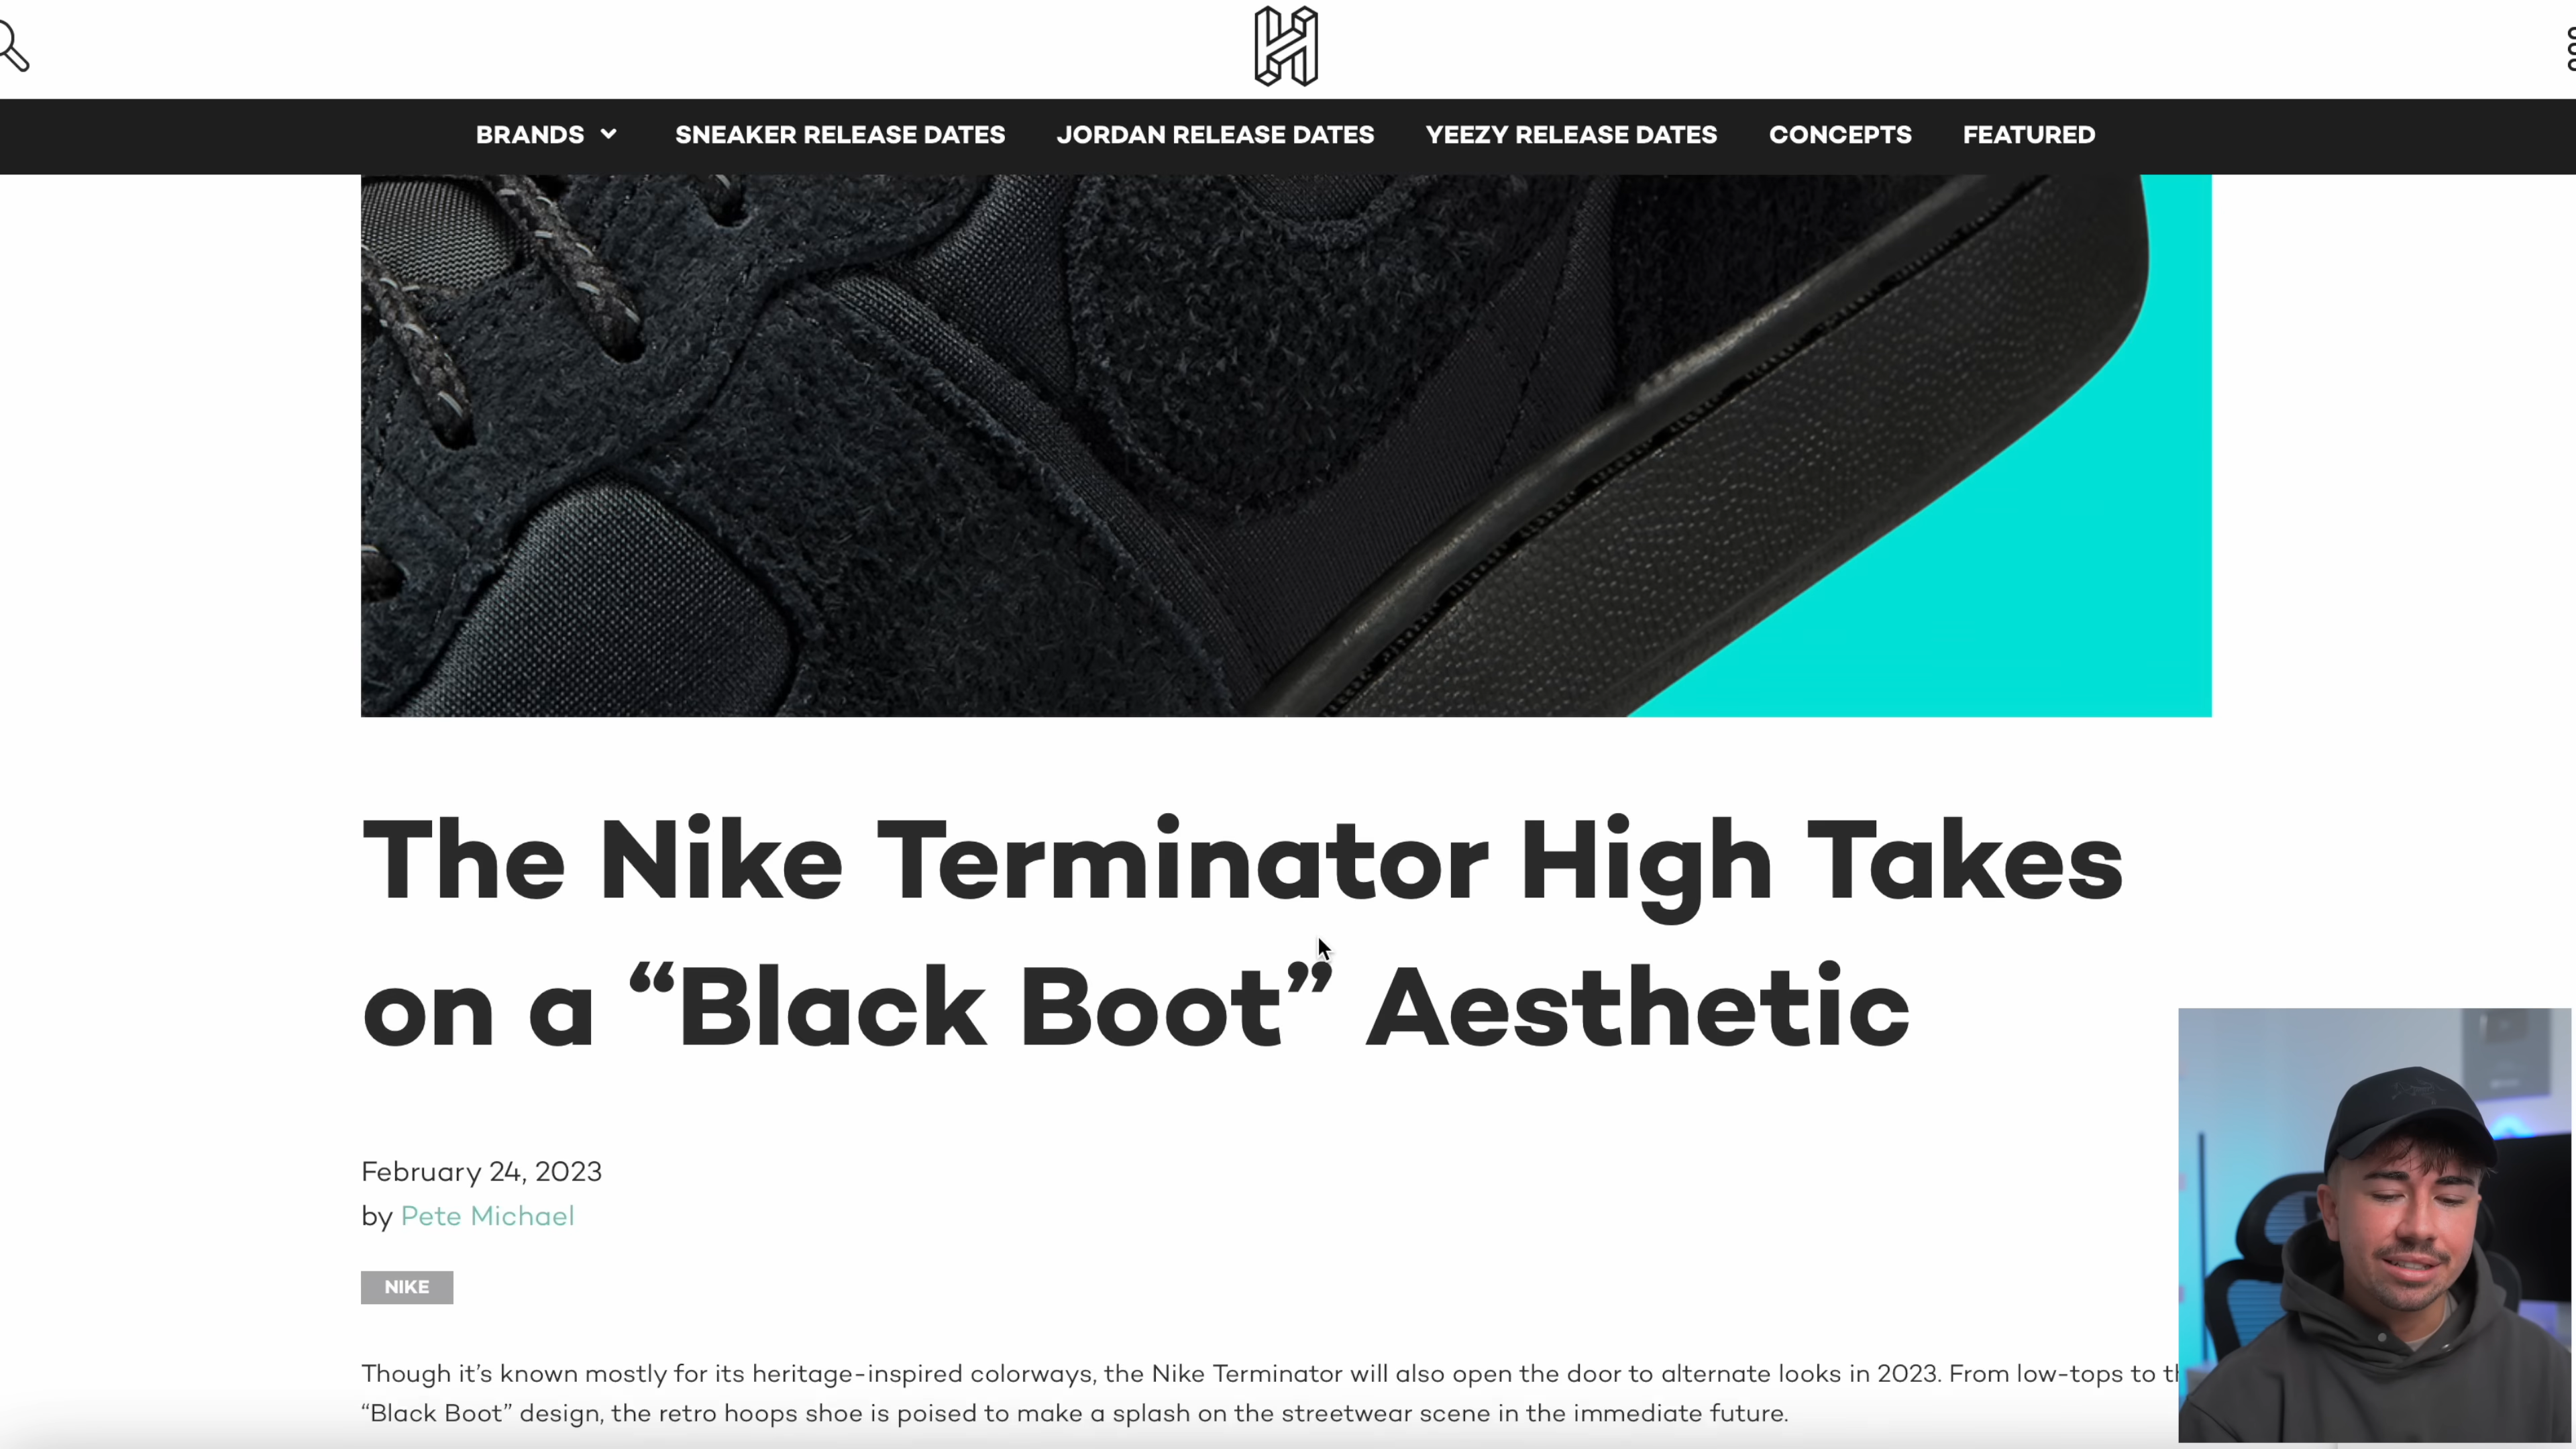 BRANDS SNEAKER RELEASE DATES JORDAN RELEASE DATES YEEZY RELEASE DATES CONCEPTS FEATURED
The Nike Terminator High Takes
on a “Black Boot” Aesthetic
February 24, 2023
by Pete Michael
NIKE
Though it’s known mostly for its heritage-inspired colorways, the Nike Terminator will also open the door to alternate looks in 2023. From low-tops to
“Black Boot” design, the retro hoops shoe is poised to make a splash on the streetwear scene in the immediate future.